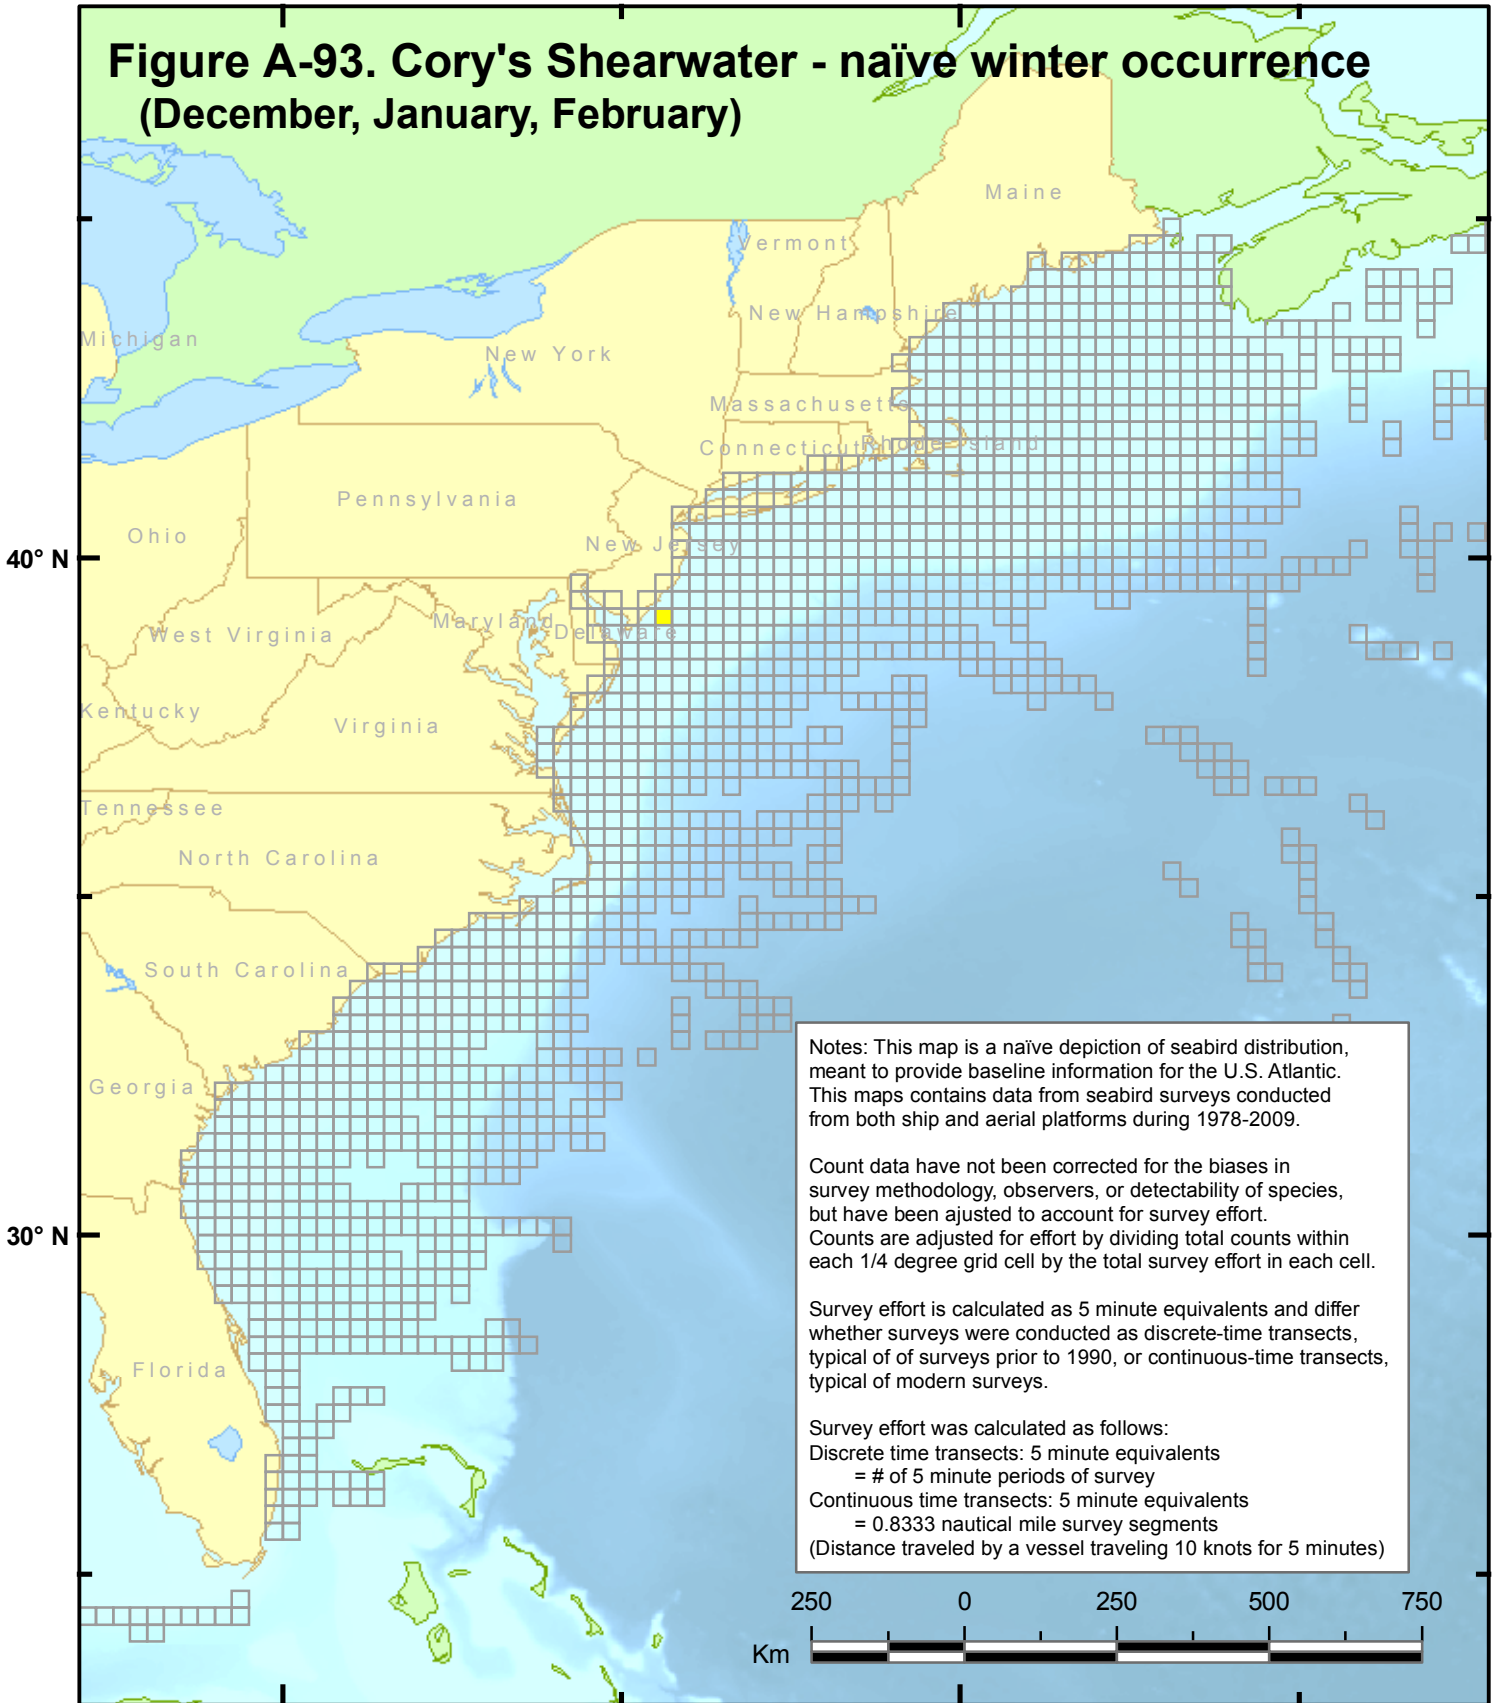 Figure A-93. Cory's Shearwater - naïve winter occurrence
(December, January, February)
Maine
Vermont
New Hampshire
Michigan
New York
Massachusetts
Connecticut
Rhode Island
Pennsylvania
Ohio
New Jersey
40° N
West Virginia
Maryland
Delaware
Kentucky
Virginia
Tennessee
North Carolina
South Carolina
Georgia
30° N
Florida
Notes: This map is a naïve depiction of seabird distribution,
meant to provide baseline information for the U.S. Atlantic.
This maps contains data from seabird surveys conducted
from both ship and aerial platforms during 1978-2009.
Count data have not been corrected for the biases in
survey methodology, observers, or detectability of species,
but have been ajusted to account for survey effort.
Counts are adjusted for effort by dividing total counts within
each 1/4 degree grid cell by the total survey effort in each cell.
Survey effort is calculated as 5 minute equivalents and differ
whether surveys were conducted as discrete-time transects,
typical of of surveys prior to 1990, or continuous-time transects,
typical of modern surveys.
Survey effort was calculated as follows:
Discrete time transects: 5 minute equivalents
= # of 5 minute periods of survey
Continuous time transects: 5 minute equivalents
= 0.8333 nautical mile survey segments
(Distance traveled by a vessel traveling 10 knots for 5 minutes)
250 0 250 500 750
Km